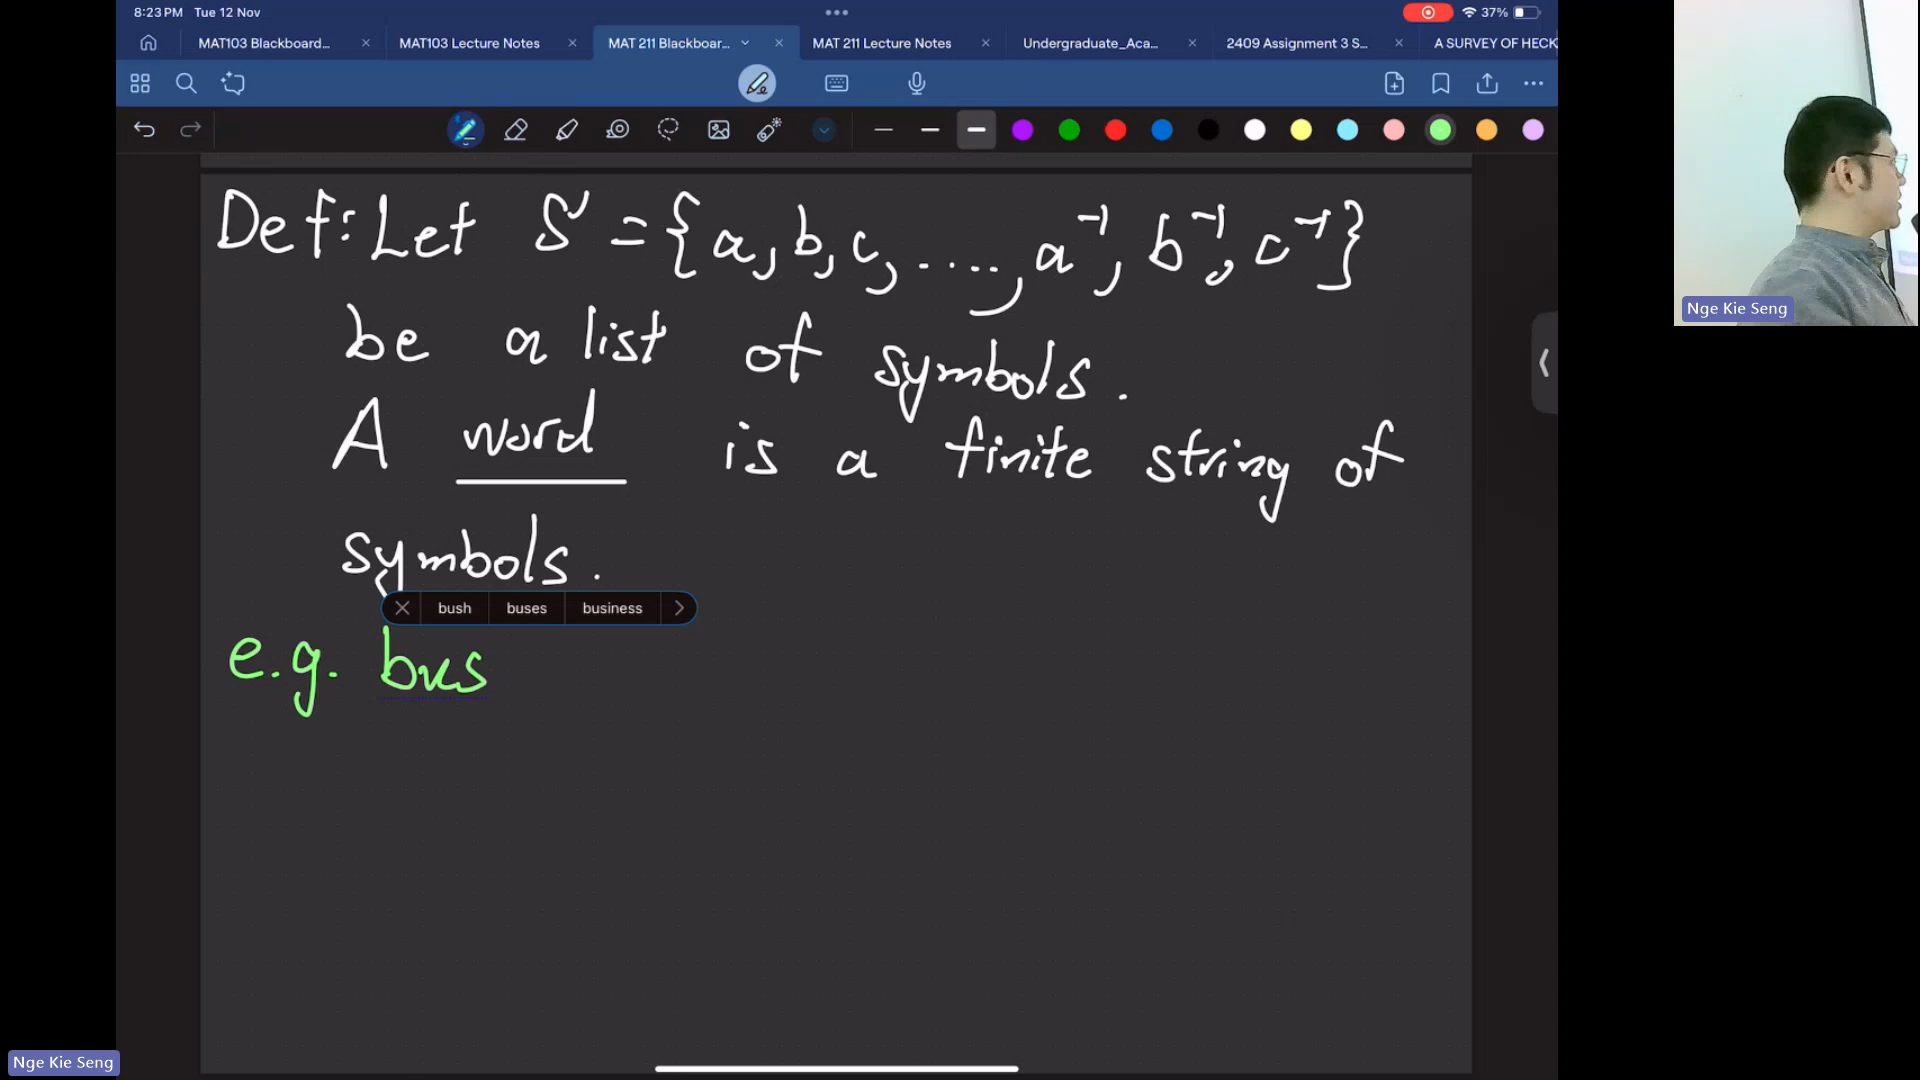 8:23 PM Tue 12 Nov
37%
MAT103 Blackboard...
MAT103 Lecture Notes
MAT 211 Blackboar...
MAT 211 Lecture Notes
Undergraduate_Aca...
2409 Assignment 3 S...
A SURVEY OF HECK
Def: Let S = {a, b, c, ...., a⁻¹, b⁻¹, c⁻¹}
be a list of symbols.
A word is a finite string of
symbols.
bush buses business
e.g. bus
Nge Kie Seng
Nge Kie Seng